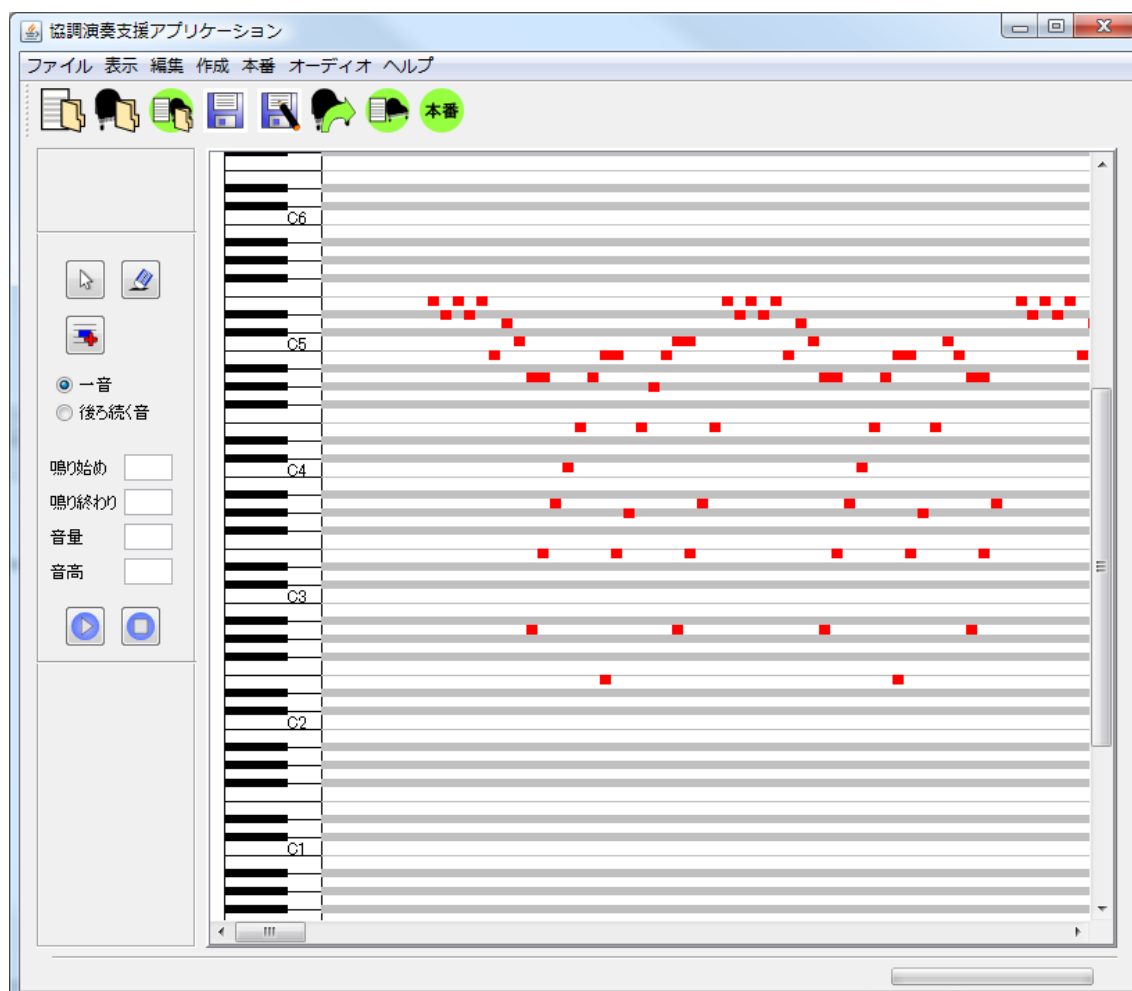 協調演奏支援アプリケーション
ファイル 表示 編集 作成 本番 オーディオ ヘルプ
本番
C6
C5
C4
C3
C2
C1
一音
後ろ続く音
鳴り始め
鳴り終わり
音量
音高